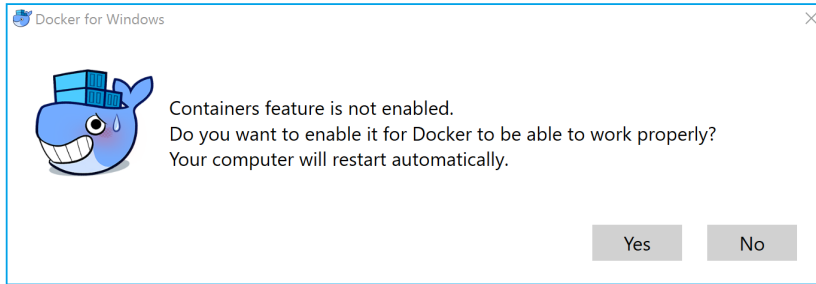 Docker for Windows
Containers feature is not enabled.
Do you want to enable it for Docker to be able to work properly?
Your computer will restart automatically.
Yes No